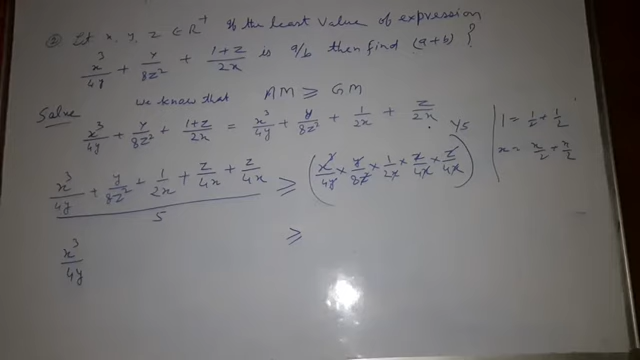 ③ Let x, y, z ∈ R⁺ If the least value of expression
x³/4y + y/8z² + 1+z/2x is a/b then find (a+b) ?
Solve we know that AM ≥ GM
x³/4y + y/8z² + 1+z/2x = x³/4y + y/8z² + 1/2x + z/2x
x³/4y + y/8z² + 1/2x + z/4x + z/4x / 5 ≥ (x³/4y × y/8z² × 1/2x × z/4x × z/4x)^1/5
x³/4y ≥
1 = 1/2 + 1/2
x = x/2 + x/2